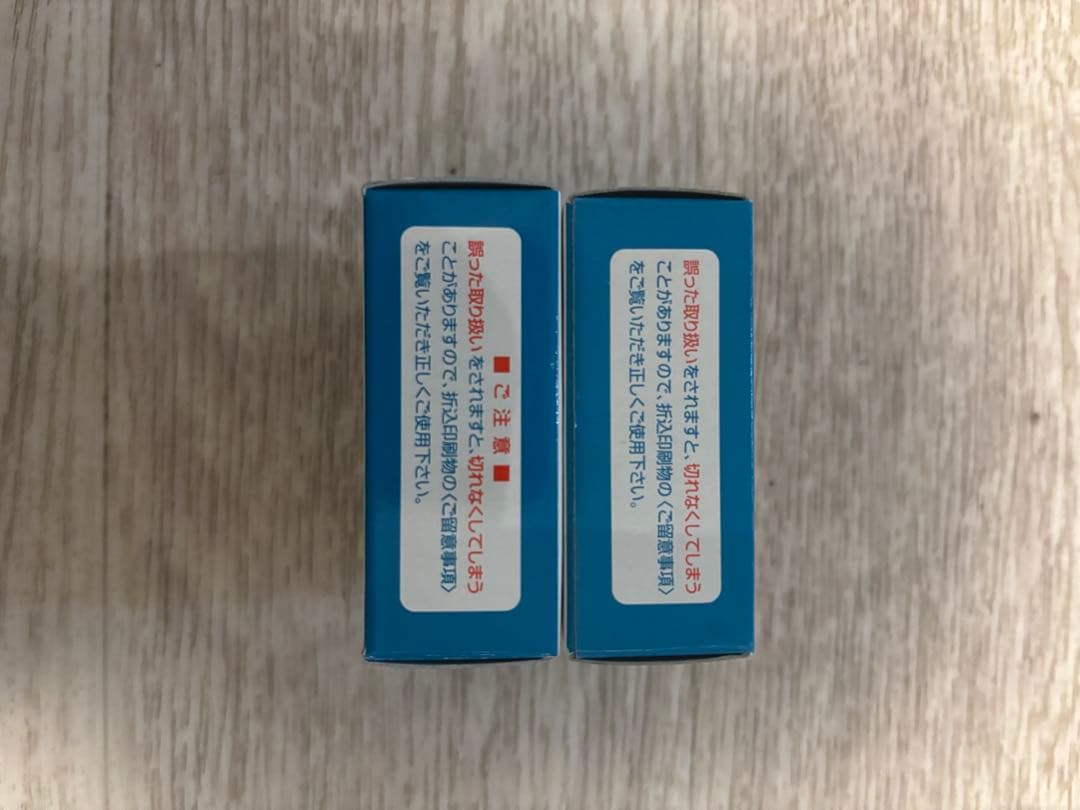 ■ ご 注 意 ■
誤った取り扱いをされますと、切れなくしてしまう
ことがありますので、折込印刷物の〈ご留意事項〉
をご覧いただき正しくご使用下さい。
誤った取り扱いをされますと、切れなくしてしまう
ことがありますので、折込印刷物の〈ご留意事項〉
をご覧いただき正しくご使用下さい。